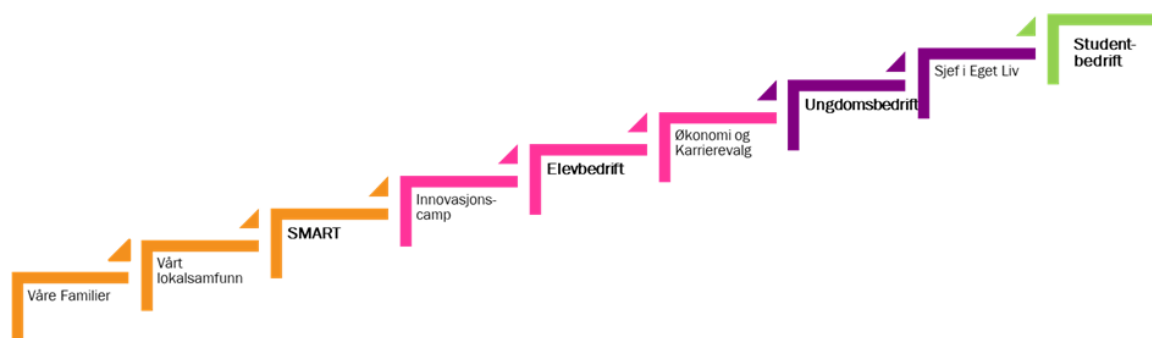 Våre Familier
Vårt
lokalsamfunn
SMART
Innovasjons-
camp
Elevbedrift
Økonomi og
Karrierevalg
Ungdomsbedrift
Sjef i Eget Liv
Student-
bedrift